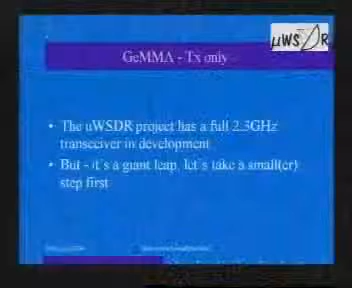 μWSDR
GeMMA - Tx only
• The uWSDR project has a full 2.3GHz
transceiver in development
• But - it's a giant leap, let's take a small(er)
step first